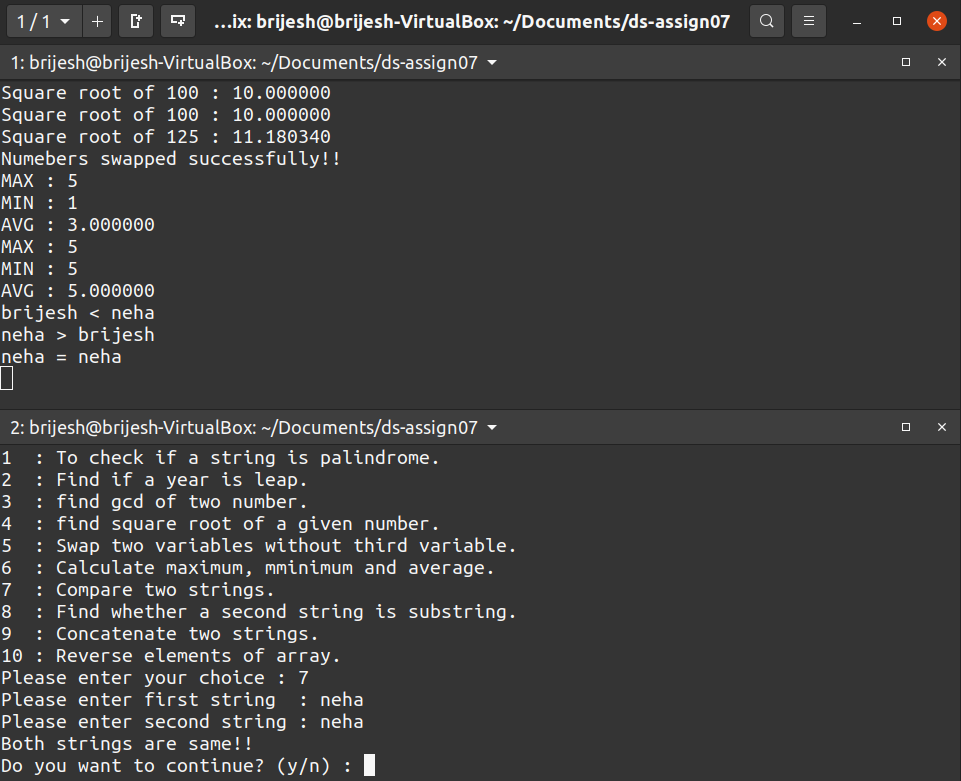 1 / 1
…ix: brijesh@brijesh-VirtualBox: ~/Documents/ds-assign07
1: brijesh@brijesh-VirtualBox: ~/Documents/ds-assign07
Square root of 100 : 10.000000
Square root of 100 : 10.000000
Square root of 125 : 11.180340
Numebers swapped successfully!!
MAX : 5
MIN : 1
AVG : 3.000000
MAX : 5
MIN : 5
AVG : 5.000000
brijesh < neha
neha > brijesh
neha = neha
2: brijesh@brijesh-VirtualBox: ~/Documents/ds-assign07
1  : To check if a string is palindrome.
2  : Find if a year is leap.
3  : find gcd of two number.
4  : find square root of a given number.
5  : Swap two variables without third variable.
6  : Calculate maximum, mminimum and average.
7  : Compare two strings.
8  : Find whether a second string is substring.
9  : Concatenate two strings.
10 : Reverse elements of array.
Please enter your choice : 7
Please enter first string  : neha
Please enter second string : neha
Both strings are same!!
Do you want to continue? (y/n) :